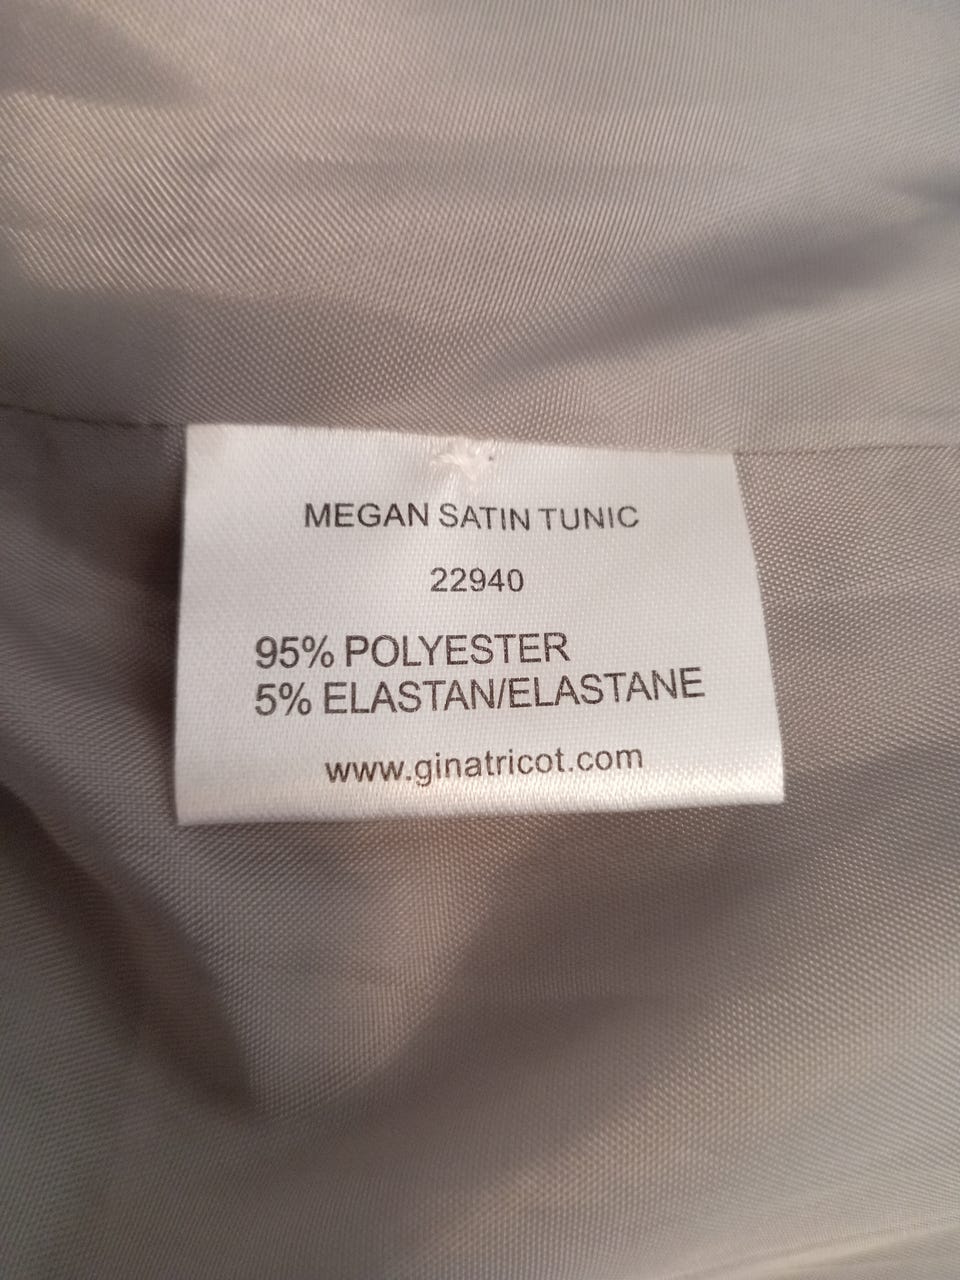 MEGAN SATIN TUNIC
22940
95% POLYESTER
5% ELASTAN/ELASTANE
www.ginatricot.com